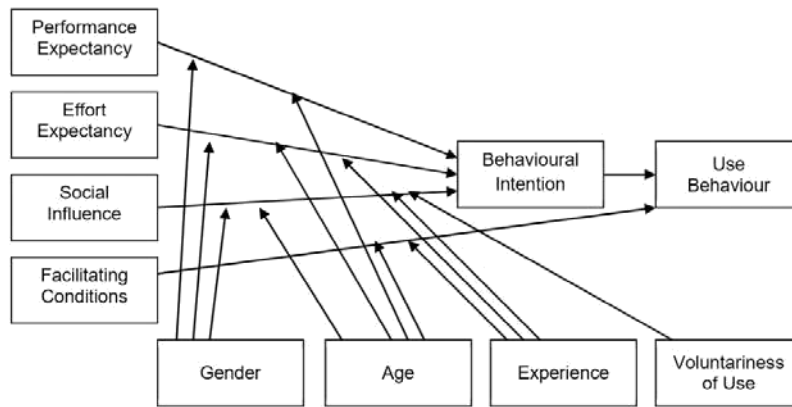 Performance
Expectancy
Effort
Expectancy
Social
Influence
Facilitating
Conditions
Behavioural
Intention
Use
Behaviour
Gender
Age
Experience
Voluntariness
of Use